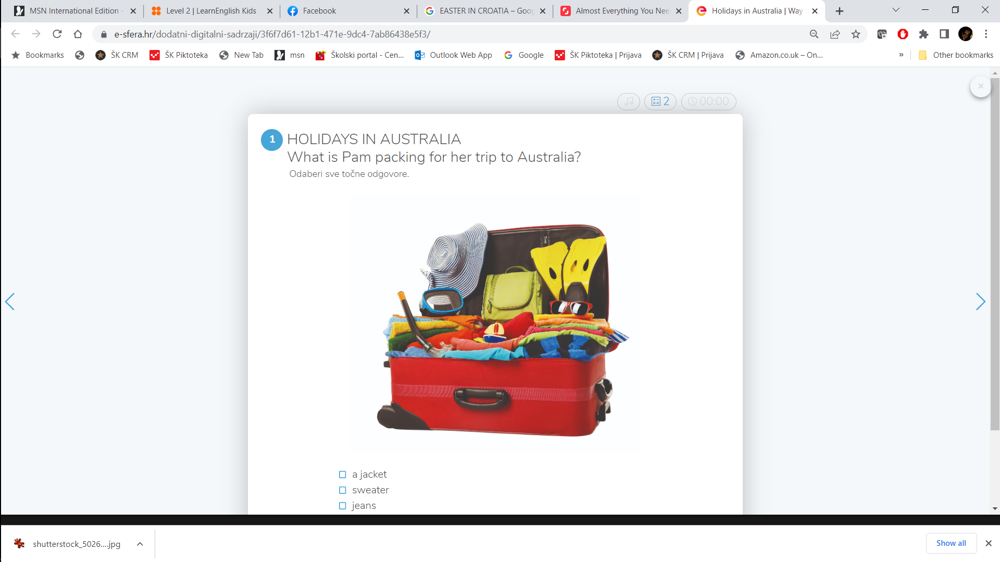 MSN International Edition -
Level 2 | LearnEnglish Kids
Facebook
EASTER IN CROATIA – Goog
Almost Everything You Nee
Holidays in Australia | Way
e-sfera.hr/dodatni-digitalni-sadrzaji/3f6f7d61-12b1-471e-9dc4-7ab86438e5f3/
Bookmarks
ŠK CRM
ŠK Piktoteka
New Tab
msn
Školski portal - Cen...
Outlook Web App
Google
ŠK Piktoteka | Prijava
ŠK CRM | Prijava
Amazon.co.uk – On...
»
Other bookmarks
2
00:00
1
HOLIDAYS IN AUSTRALIA
What is Pam packing for her trip to Australia?
Odaberi sve točne odgovore.
a jacket
sweater
jeans
shutterstock_5026....jpg
Show all